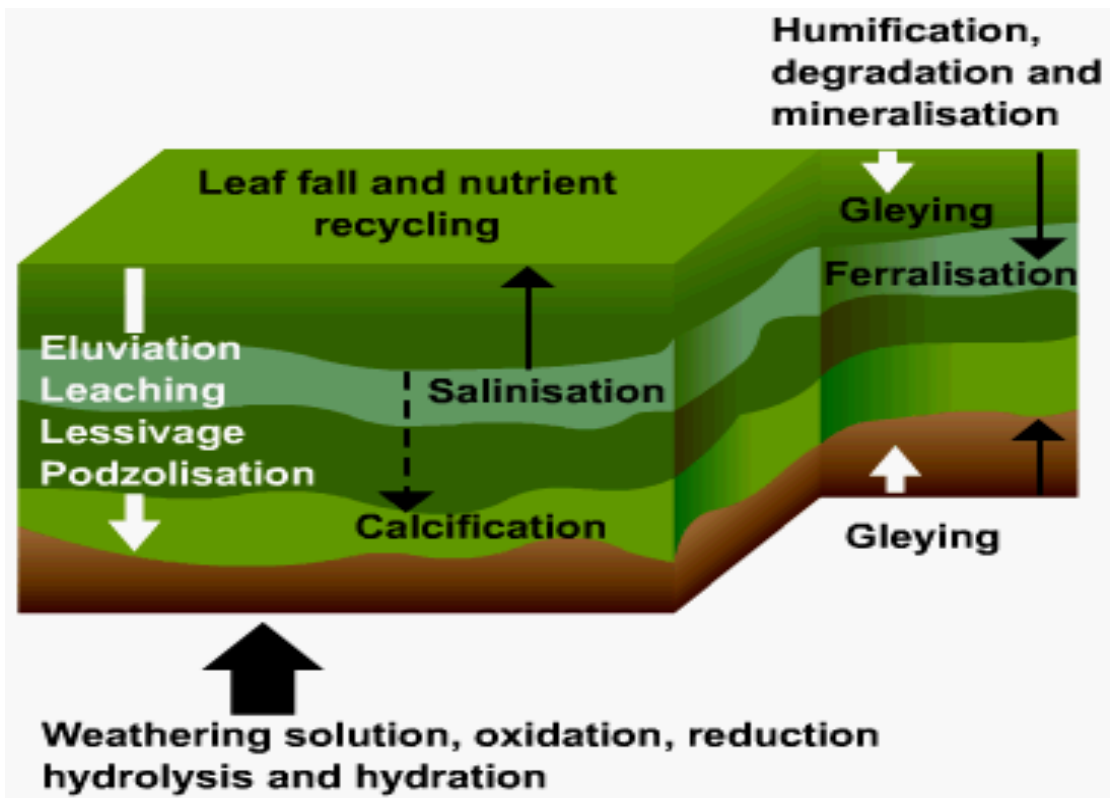 Humification,
degradation and
mineralisation
Leaf fall and nutrient
recycling
Gleying
Ferralisation
Eluviation
Leaching
Lessivage
Podzolisation
Salinisation
Calcification
Gleying
Weathering solution, oxidation, reduction
hydrolysis and hydration